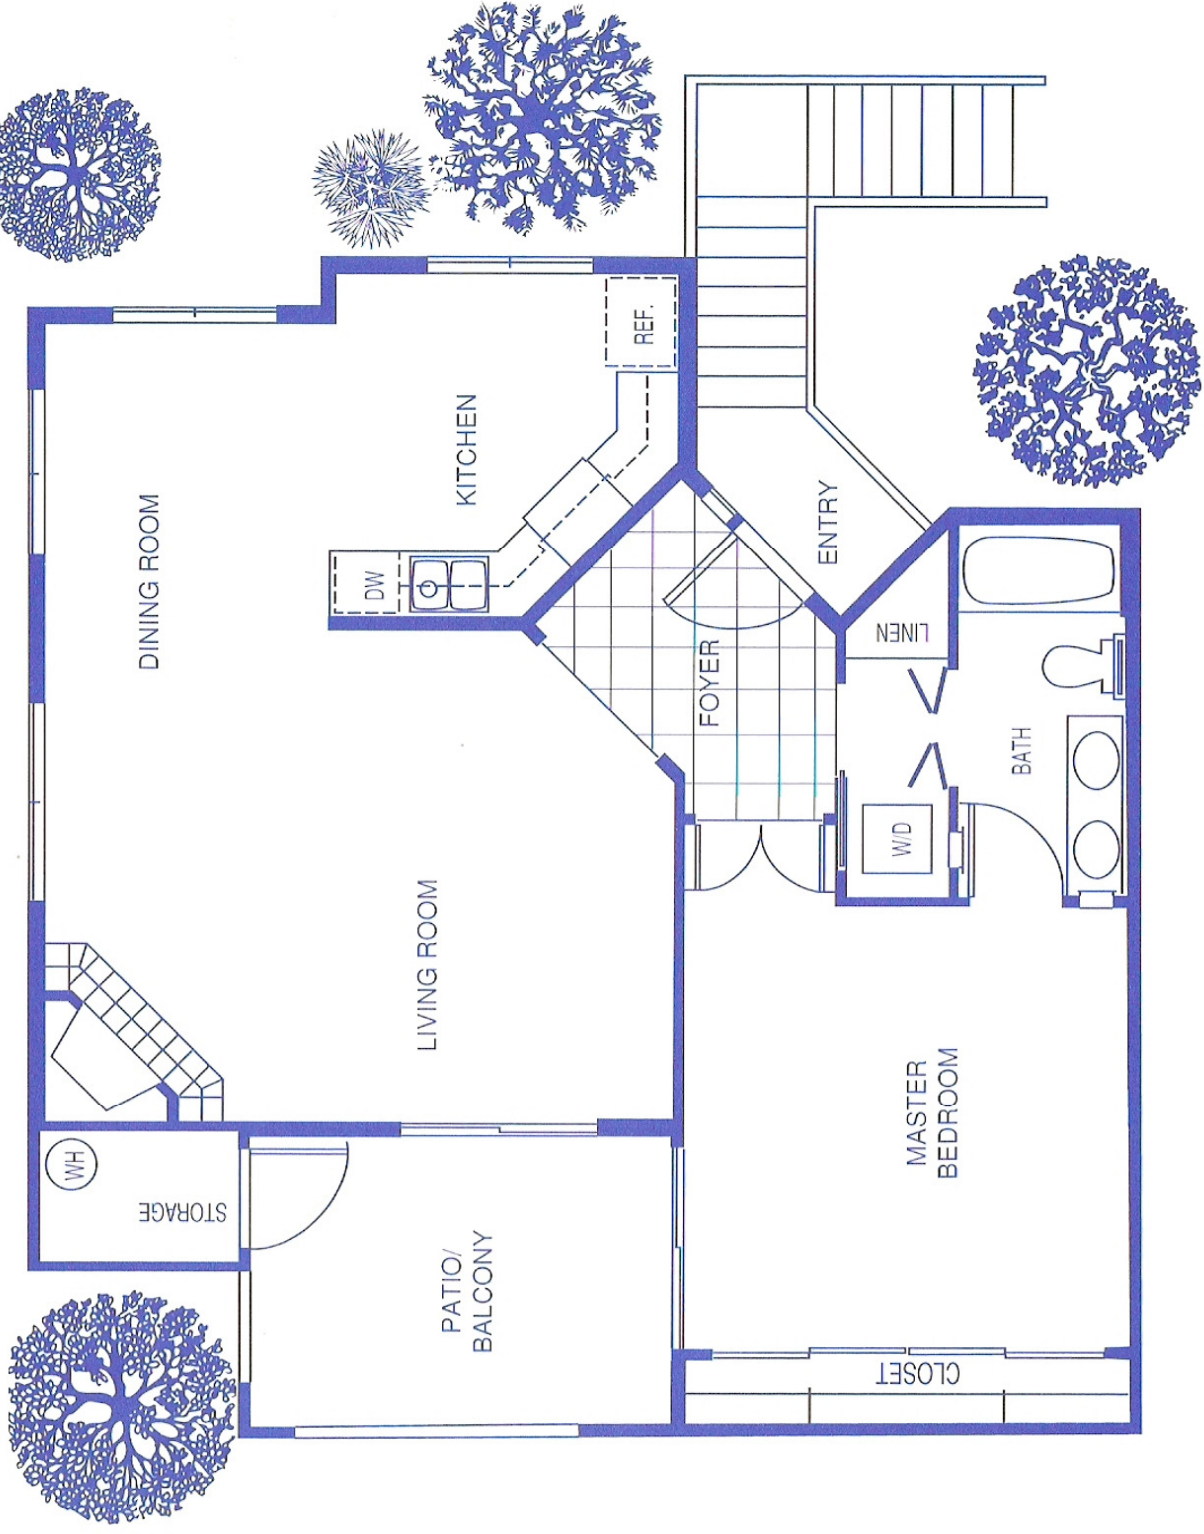 REF.
KITCHEN
DW
DINING ROOM
ENTRY
LINEN
FOYER
BATH
W/D
LIVING ROOM
MASTER
BEDROOM
WH
STORAGE
PATIO/
BALCONY
CLOSET